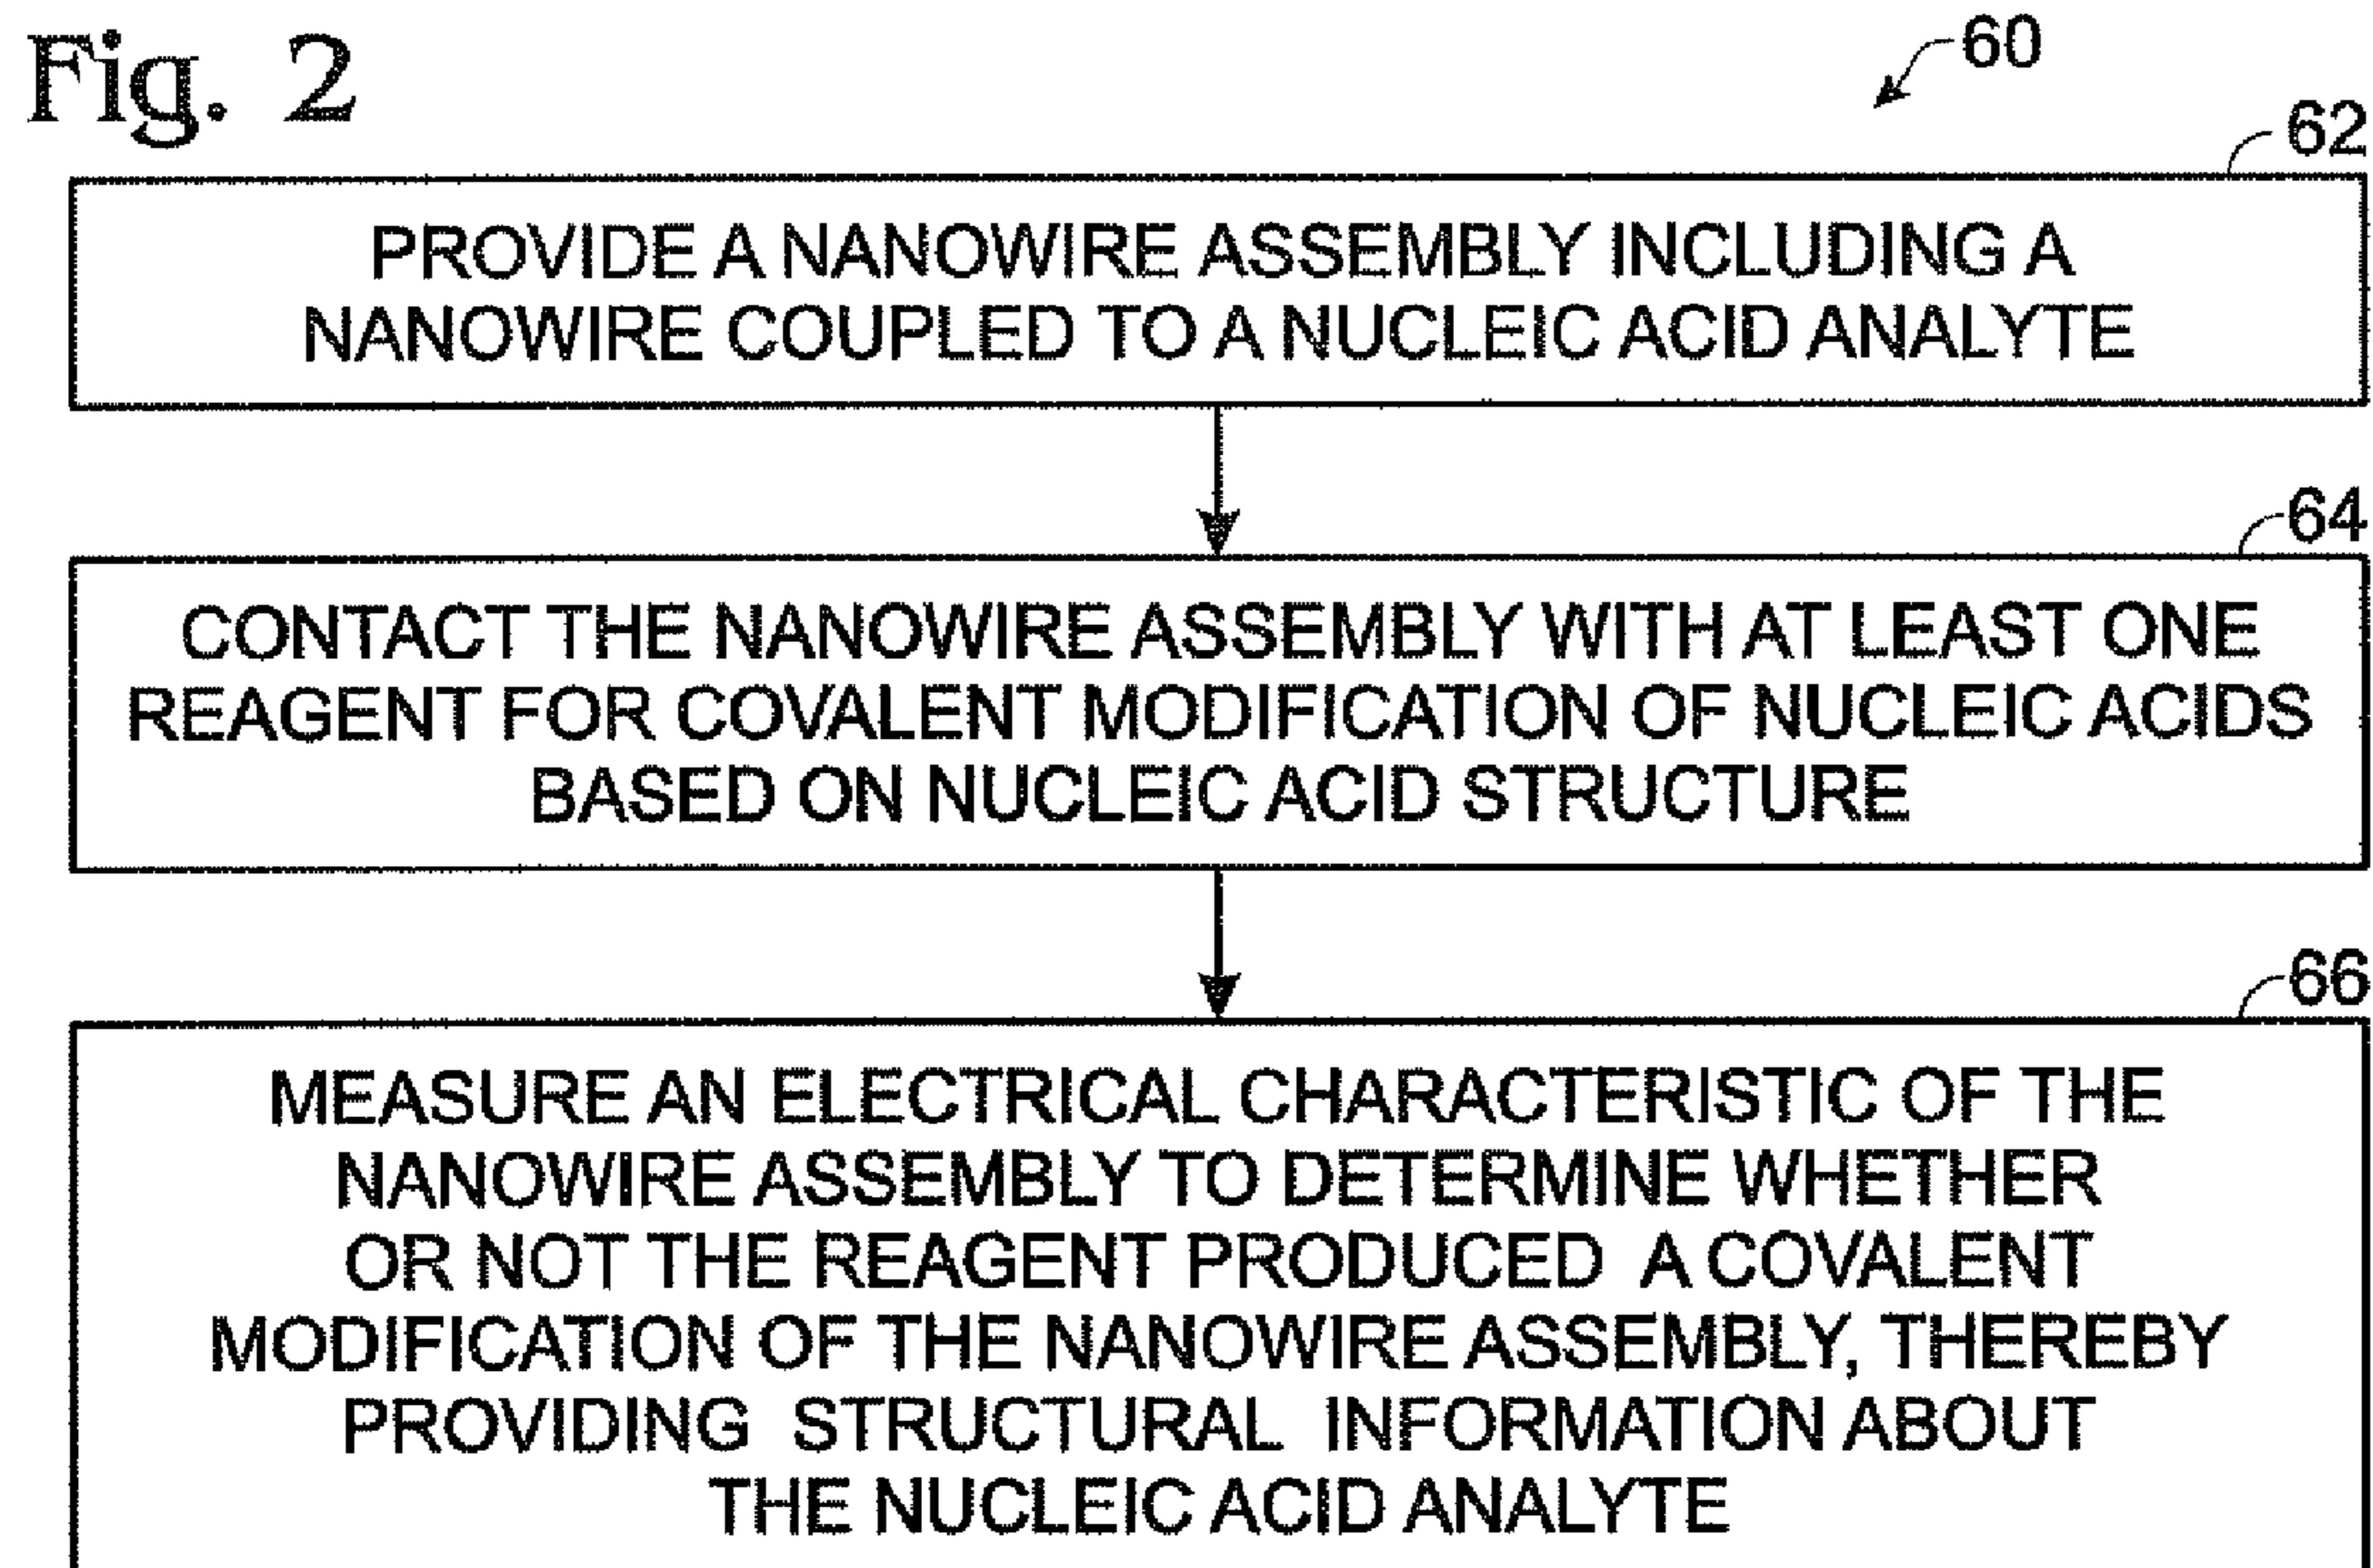 Fig. 2
60
62
PROVIDE A NANOWIRE ASSEMBLY INCLUDING A
NANOWIRE COUPLED TO A NUCLEIC ACID ANALYTE
64
CONTACT THE NANOWIRE ASSEMBLY WITH AT LEAST ONE
REAGENT FOR COVALENT MODIFICATION OF NUCLEIC ACIDS
BASED ON NUCLEIC ACID STRUCTURE
66
MEASURE AN ELECTRICAL CHARACTERISTIC OF THE
NANOWIRE ASSEMBLY TO DETERMINE WHETHER
OR NOT THE REAGENT PRODUCED A COVALENT
MODIFICATION OF THE NANOWIRE ASSEMBLY, THEREBY
PROVIDING STRUCTURAL INFORMATION ABOUT
THE NUCLEIC ACID ANALYTE